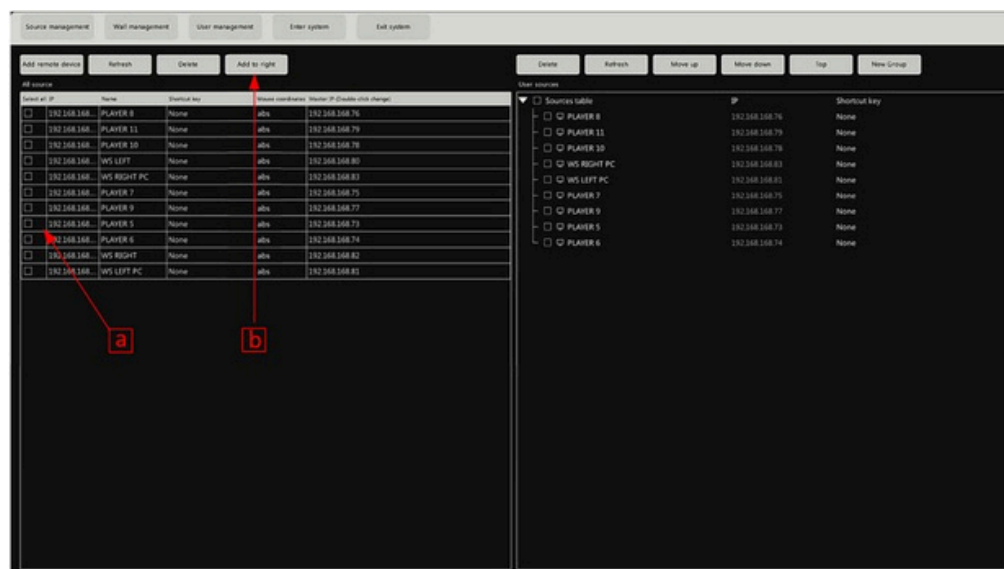 Source management Wall management User management Enter system Exit system
Add remote device Refresh Delete Add to right
All source
Select all IP Name Shortcut key Mouse coordinates Master IP (Double-click change)
192.168.168... PLAYER 8 None abs 192.168.168.76
192.168.168... PLAYER 11 None abs 192.168.168.79
192.168.168... PLAYER 10 None abs 192.168.168.78
192.168.168... WS LEFT None abs 192.168.168.80
192.168.168... WS RIGHT PC None abs 192.168.168.83
192.168.168... PLAYER 7 None abs 192.168.168.75
192.168.168... PLAYER 9 None abs 192.168.168.77
192.168.168... PLAYER 5 None abs 192.168.168.73
192.168.168... PLAYER 6 None abs 192.168.168.74
192.168.168... WS RIGHT None abs 192.168.168.82
192.168.168... WS LEFT PC None abs 192.168.168.81
a b
Delete Refresh Move up Move down Top New Group
User sources
Sources table IP Shortcut key
PLAYER 8 192.168.168.76 None
PLAYER 11 192.168.168.79 None
PLAYER 10 192.168.168.78 None
WS RIGHT PC 192.168.168.83 None
WS LEFT PC 192.168.168.81 None
PLAYER 7 192.168.168.75 None
PLAYER 9 192.168.168.77 None
PLAYER 5 192.168.168.73 None
PLAYER 6 192.168.168.74 None